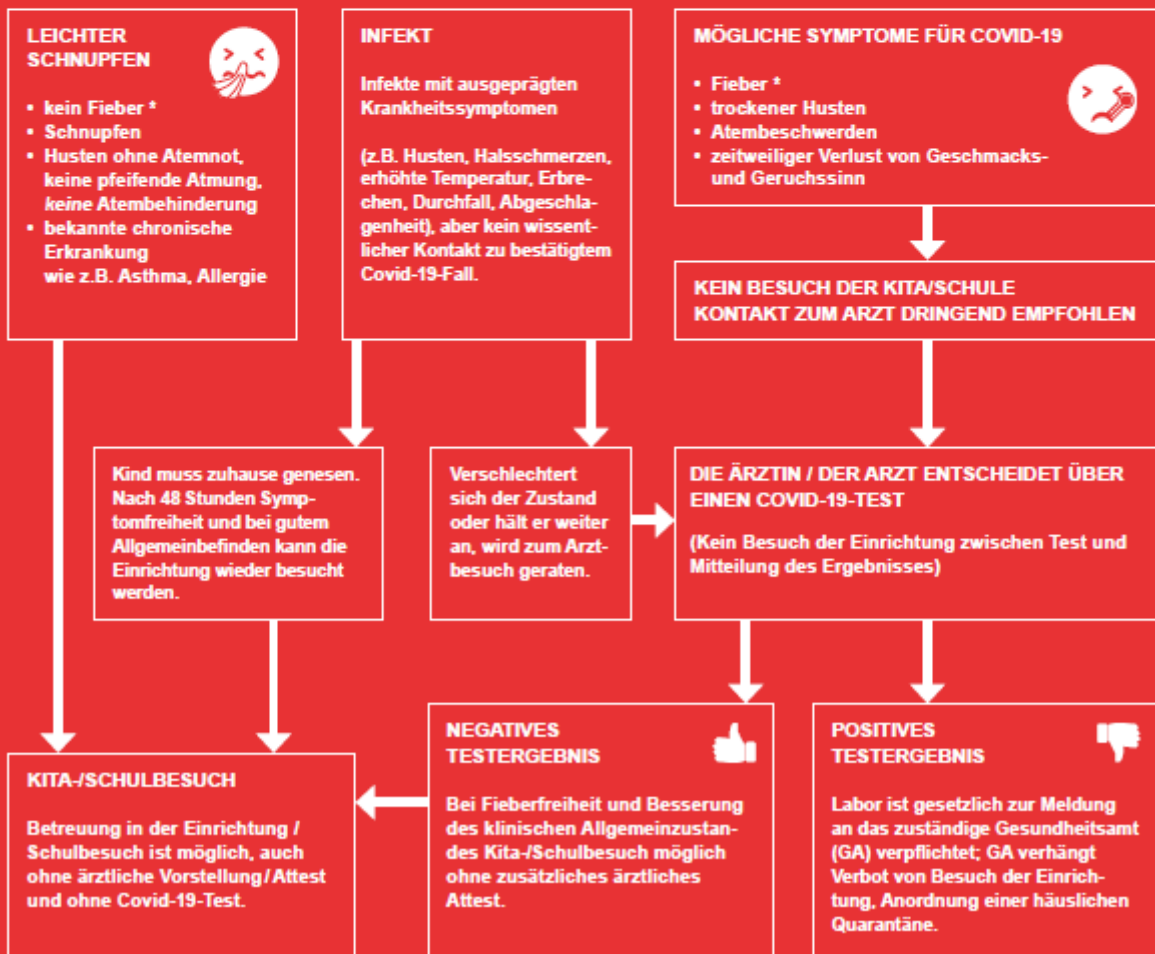 LEICHTER
SCHNUPFEN
▪ kein Fieber *
▪ Schnupfen
▪ Husten ohne Atemnot,
keine pfeifende Atmung,
keine Atembehinderung
▪ bekannte chronische
Erkrankung
wie z.B. Asthma, Allergie
INFEKT
Infekte mit ausgeprägten
Krankheitssymptomen
(z.B. Husten, Halsschmerzen,
erhöhte Temperatur, Erbre-
chen, Durchfall, Abgeschla-
genheit), aber kein wissent-
licher Kontakt zu bestätigtem
Covid-19-Fall.
MÖGLICHE SYMPTOME FÜR COVID-19
▪ Fieber *
▪ trockener Husten
▪ Atembeschwerden
▪ zeitweiliger Verlust von Geschmacks-
und Geruchssinn
KEIN BESUCH DER KITA/SCHULE
KONTAKT ZUM ARZT DRINGEND EMPFOHLEN
Kind muss zuhause genesen.
Nach 48 Stunden Symp-
tomfreiheit und bei gutem
Allgemeinbefinden kann die
Einrichtung wieder besucht
werden.
Verschlechtert
sich der Zustand
oder hält er weiter
an, wird zum Arzt-
besuch geraten.
DIE ÄRZTIN / DER ARZT ENTSCHEIDET ÜBER
EINEN COVID-19-TEST
(Kein Besuch der Einrichtung zwischen Test und
Mitteilung des Ergebnisses)
KITA-/SCHULBESUCH
Betreuung in der Einrichtung /
Schulbesuch ist möglich, auch
ohne ärztliche Vorstellung / Attest
und ohne Covid-19-Test.
NEGATIVES
TESTERGEBNIS
Bei Fieberfreiheit und Besserung
des klinischen Allgemeinzustan-
des Kita-/Schulbesuch möglich
ohne zusätzliches ärztliches
Attest.
POSITIVES
TESTERGEBNIS
Labor ist gesetzlich zur Meldung
an das zuständige Gesundheitsamt
(GA) verpflichtet; GA verhängt
Verbot von Besuch der Einrich-
tung, Anordnung einer häuslichen
Quarantäne.